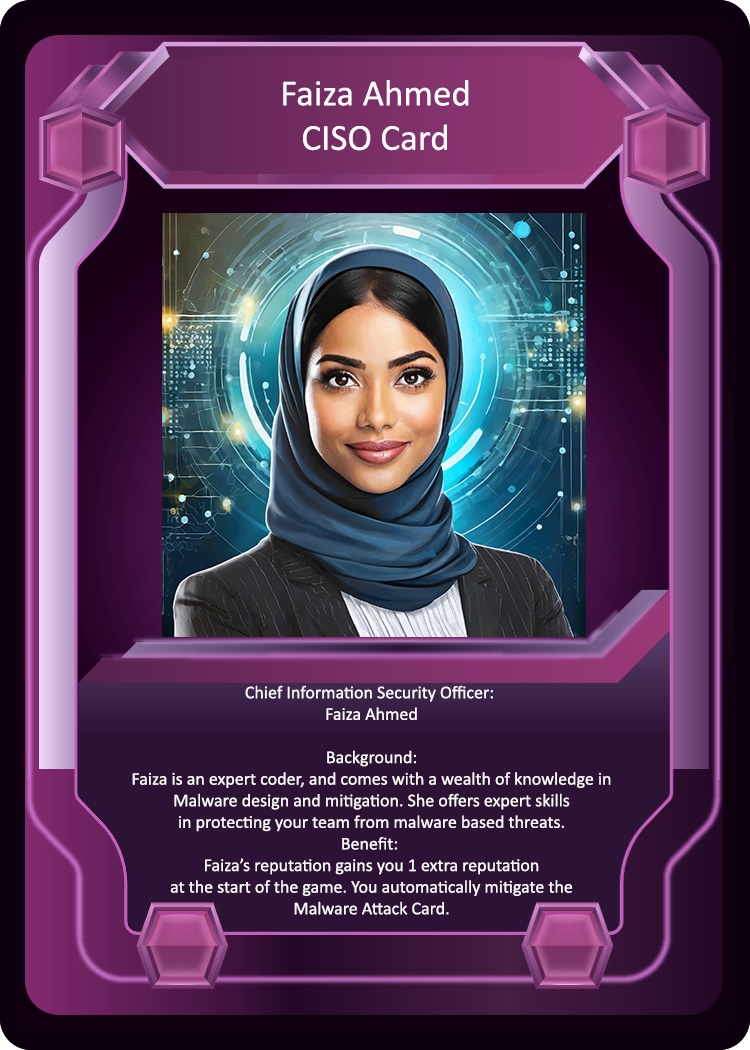 Faiza Ahmed
CISO Card
Chief Information Security Officer:
Faiza Ahmed
Background:
Faiza is an expert coder, and comes with a wealth of knowledge in
Malware design and mitigation. She offers expert skills
in protecting your team from malware based threats.
Benefit:
Faiza’s reputation gains you 1 extra reputation
at the start of the game. You automatically mitigate the
Malware Attack Card.